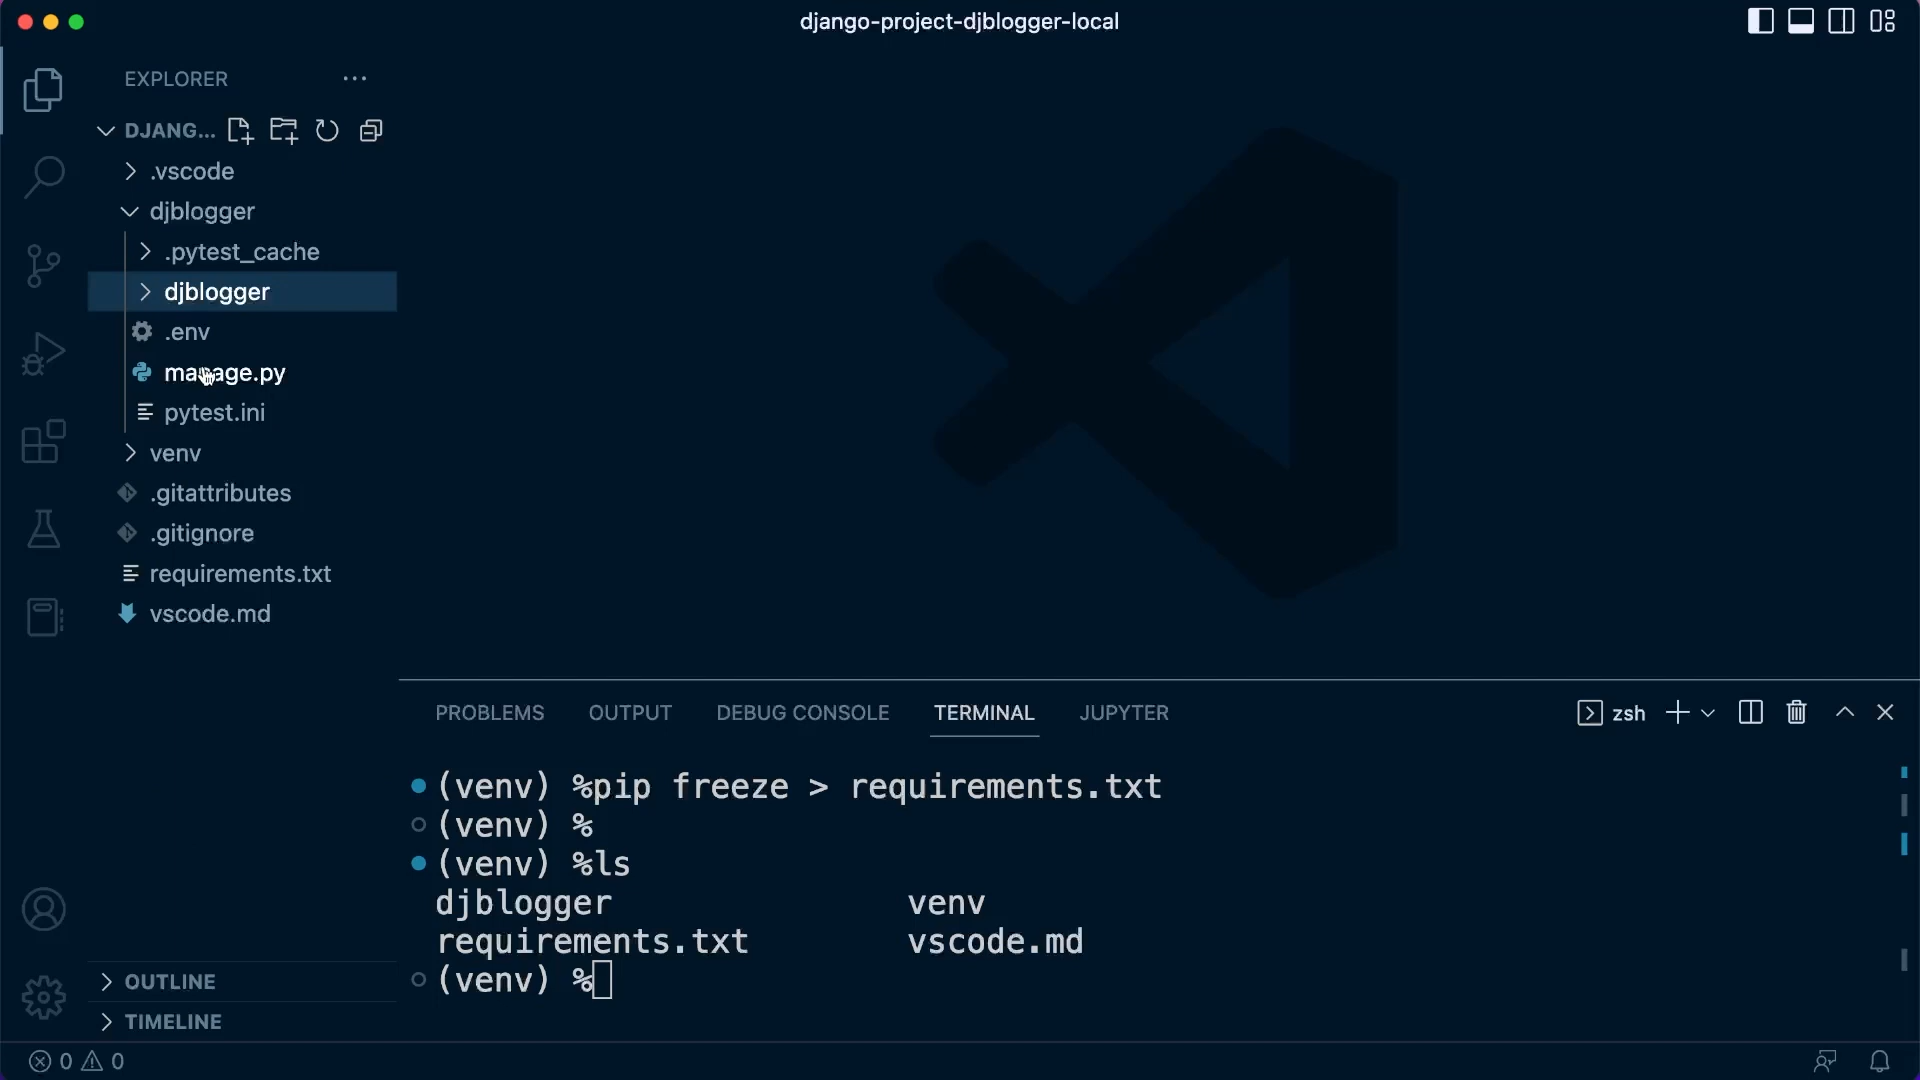 django-project-djblogger-local
EXPLORER
DJANG...
.vscode
djblogger
.pytest_cache
djblogger
.env
manage.py
pytest.ini
venv
.gitattributes
.gitignore
requirements.txt
vscode.md
OUTLINE
TIMELINE
PROBLEMS OUTPUT DEBUG CONSOLE TERMINAL JUPYTER
zsh
(venv) %pip freeze > requirements.txt
(venv) %
(venv) %ls
djblogger venv
requirements.txt vscode.md
(venv) %
0 0